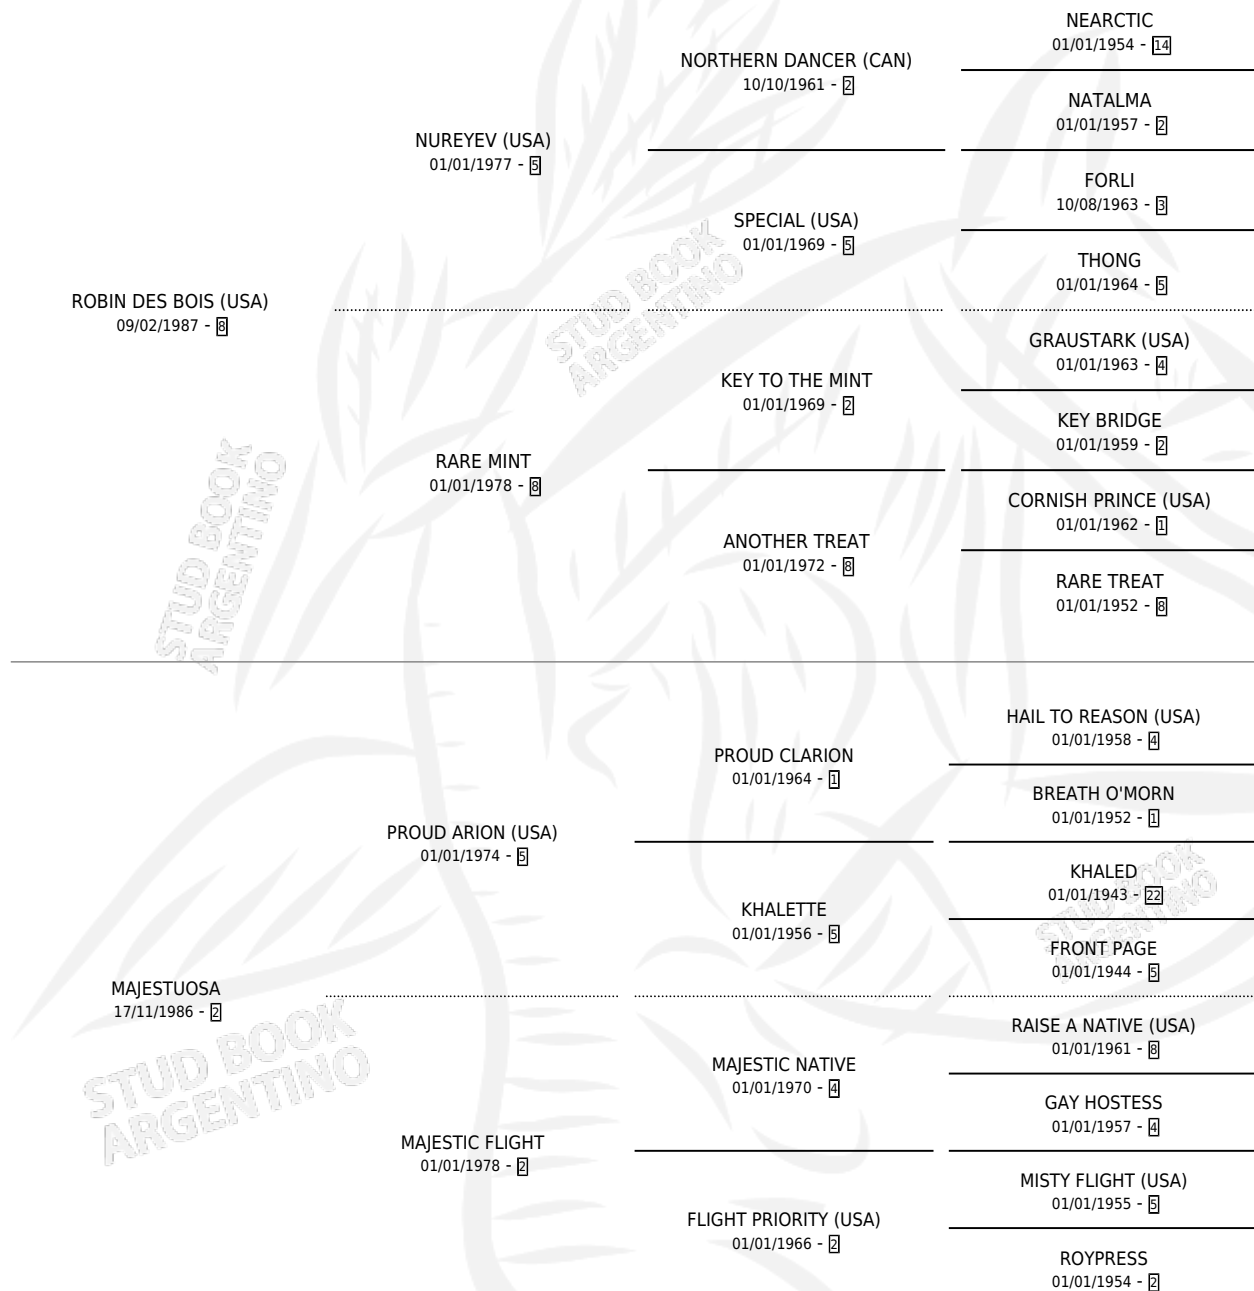 NEARCTIC
01/01/1954 - 14
NORTHERN DANCER (CAN)
10/10/1961 - 2
NATALMA
01/01/1957 - 2
NUREYEV (USA)
01/01/1977 - 5
FORLI
10/08/1963 - 3
SPECIAL (USA)
01/01/1969 - 5
THONG
01/01/1964 - 5
ROBIN DES BOIS (USA)
09/02/1987 - 8
GRAUSTARK (USA)
01/01/1963 - 4
KEY TO THE MINT
01/01/1969 - 2
KEY BRIDGE
01/01/1959 - 2
RARE MINT
01/01/1978 - 8
CORNISH PRINCE (USA)
01/01/1962 - 1
ANOTHER TREAT
01/01/1972 - 8
RARE TREAT
01/01/1952 - 8
HAIL TO REASON (USA)
01/01/1958 - 4
PROUD CLARION
01/01/1964 - 1
BREATH O'MORN
01/01/1952 - 1
PROUD ARION (USA)
01/01/1974 - 5
KHALED
01/01/1943 - 22
KHALETTE
01/01/1956 - 5
FRONT PAGE
01/01/1944 - 5
MAJESTUOSA
17/11/1986 - 2
RAISE A NATIVE (USA)
01/01/1961 - 8
MAJESTIC NATIVE
01/01/1970 - 4
GAY HOSTESS
01/01/1957 - 4
MAJESTIC FLIGHT
01/01/1978 - 2
MISTY FLIGHT (USA)
01/01/1955 - 5
FLIGHT PRIORITY (USA)
01/01/1966 - 2
ROYPRESS
01/01/1954 - 2
STUD BOOK
ARGENTINO
STUD BOOK
ARGENTINO
STUD BOOK
ARGENTINO
STUD BOOK
ARGENTINO